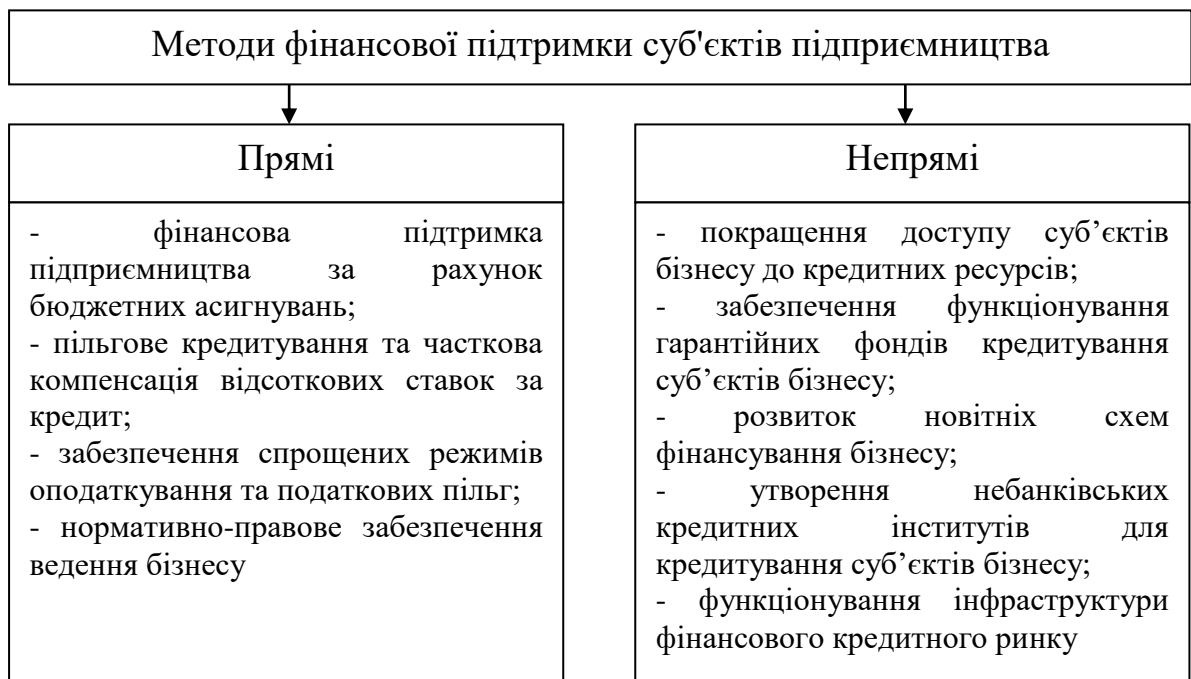 Методи фінансової підтримки суб'єктів підприємництва
Прямі
- фінансова підтримка
підприємництва за рахунок
бюджетних асигнувань;
- пільгове кредитування та часткова
компенсація відсоткових ставок за
кредит;
- забезпечення спрощених режимів
оподаткування та податкових пільг;
- нормативно-правове забезпечення
ведення бізнесу
Непрямі
- покращення доступу суб’єктів
бізнесу до кредитних ресурсів;
- забезпечення функціонування
гарантійних фондів кредитування
суб’єктів бізнесу;
- розвиток новітніх схем
фінансування бізнесу;
- утворення небанківських
кредитних інститутів для
кредитування суб’єктів бізнесу;
- функціонування інфраструктури
фінансового кредитного ринку